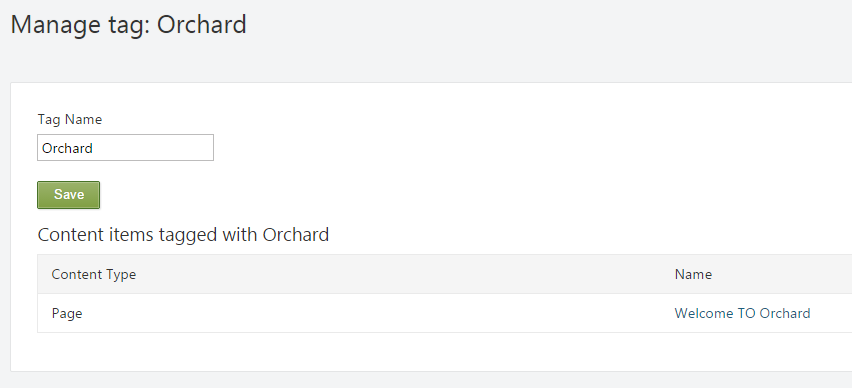 Manage tag: Orchard
Tag Name
Orchard
Save
Content items tagged with Orchard
Content Type Name
Page Welcome TO Orchard